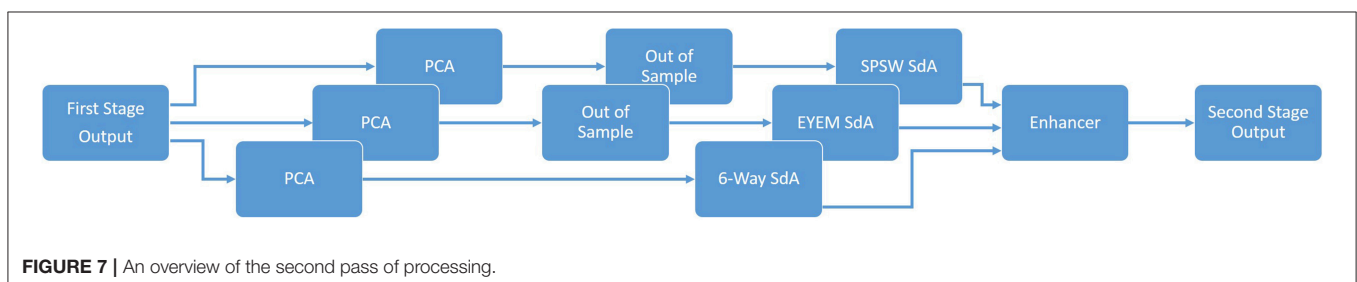 PCA
Out of
Sample
SPSW SdA
First Stage
Output
PCA
Out of
Sample
EYEM SdA
Enhancer
Second Stage
Output
PCA
6-Way SdA
FIGURE 7 | An overview of the second pass of processing.